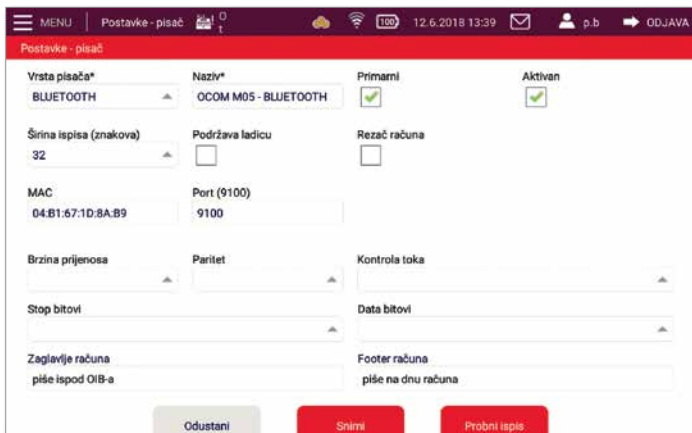 MENU Postavke - pisač 0 t 100 12.6.2018 13:39 p.b ODJAVA
Postavke - pisač
Vrsta pisača* Naziv* Primarni Aktivan
BLUETOOTH OCOM M05 - BLUETOOTH
Širina ispisa (znakova) Podržava ladicu Rezač računa
32
MAC Port (9100)
04:B1:67:1D:8A:B9 9100
Brzina prijenosa Paritet Kontrola toka
Stop bitovi Data bitovi
Zaglavlje računa Footer računa
piše ispod OIB-a piše na dnu računa
Odustani Snimi Probni ispis